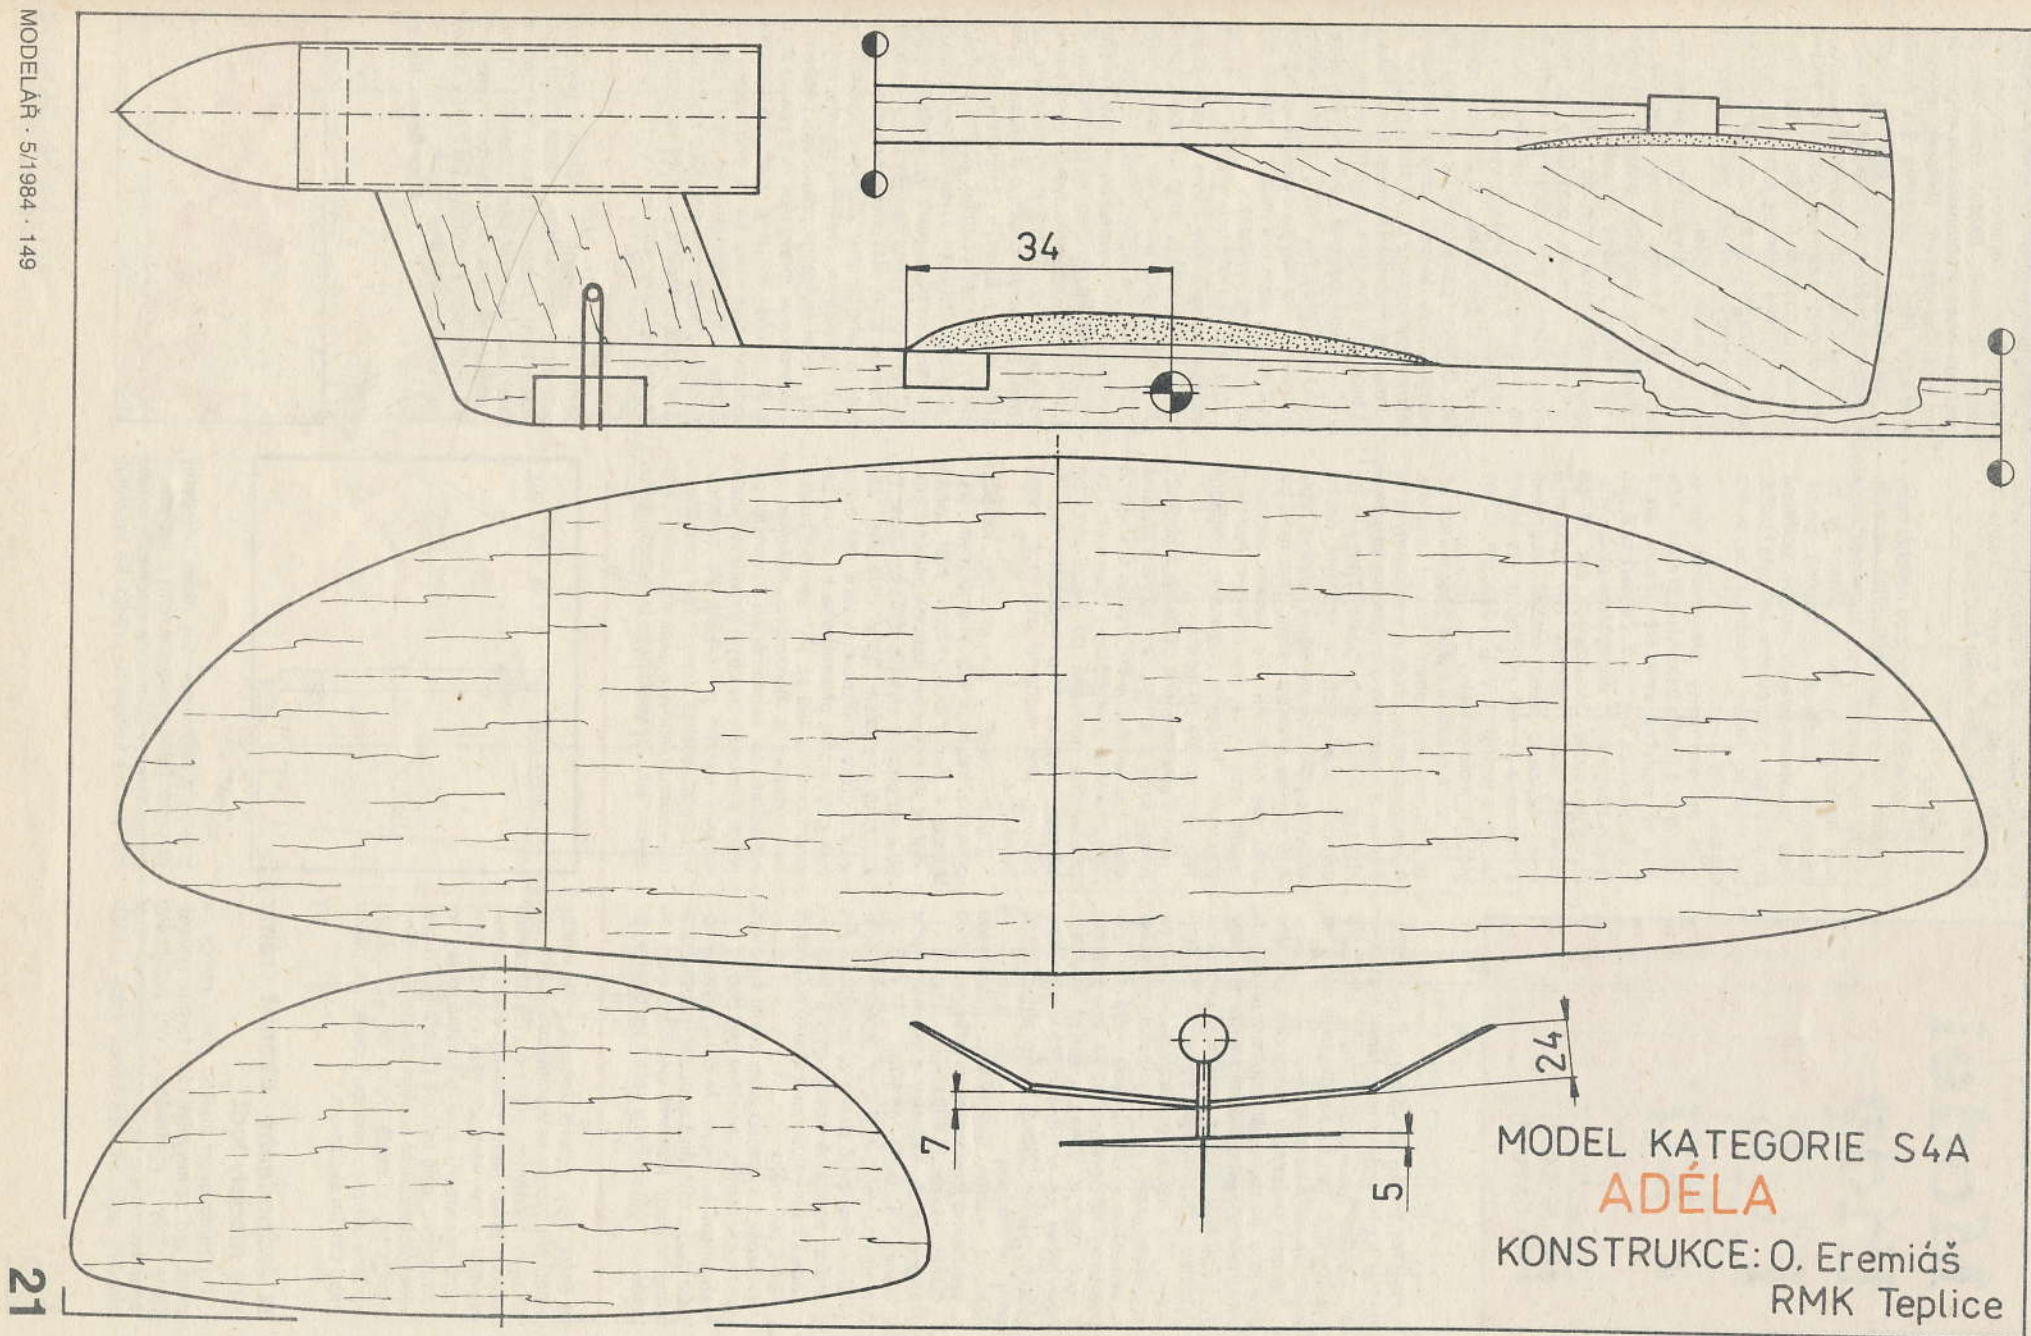 MODELÁŘ · 5/1984 · 149
34
24
7
5
MODEL KATEGORIE S4A
ADÉLA
KONSTRUKCE: O. Eremiáš
RMK Teplice
21